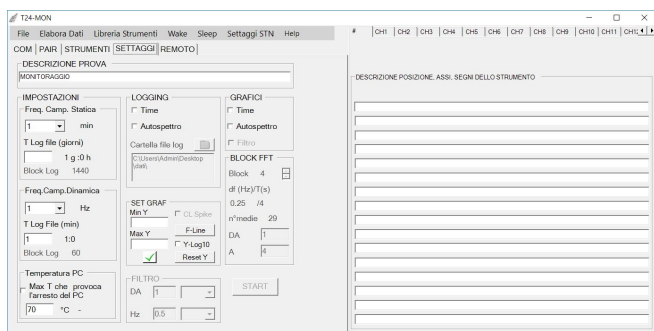 T24-MON
File Elabora Dati Libreria Strumenti Wake Sleep Settaggi STN Help
COM PAIR STRUMENTI SETTAGGI REMOTO
# CH1 CH2 CH3 CH4 CH5 CH6 CH7 CH8 CH9 CH10 CH11 CH1
DESCRIZIONE PROVA
MONITORAGGIO
IMPOSTAZIONI
Freq. Camp. Statica
1 min
T Log file (giorni)
1 g :0 h
Block Log 1440
Freq.Camp.Dinamica
1 Hz
T Log File (min)
1 1:0
Block Log 60
Temperatura PC
Max T che provoca
l'arresto del PC
70 °C -
LOGGING
Time
Autospettro
Cartella file log
C:\Users\Admin\Desktop
\dati\
SET GRAF
Min Y
CL Spike
F-Line
Max Y
Y-Log10
Reset Y
FILTRO
DA 1
Hz 0.5
GRAFICI
Time
Autospettro
Filtro
BLOCK FFT
Block 4
df (Hz)/T(s)
0.25 /4
n°medie 29
DA 1
A 4
START
DESCRIZIONE POSIZIONE, ASSI, SEGNI DELLO STRUMENTO